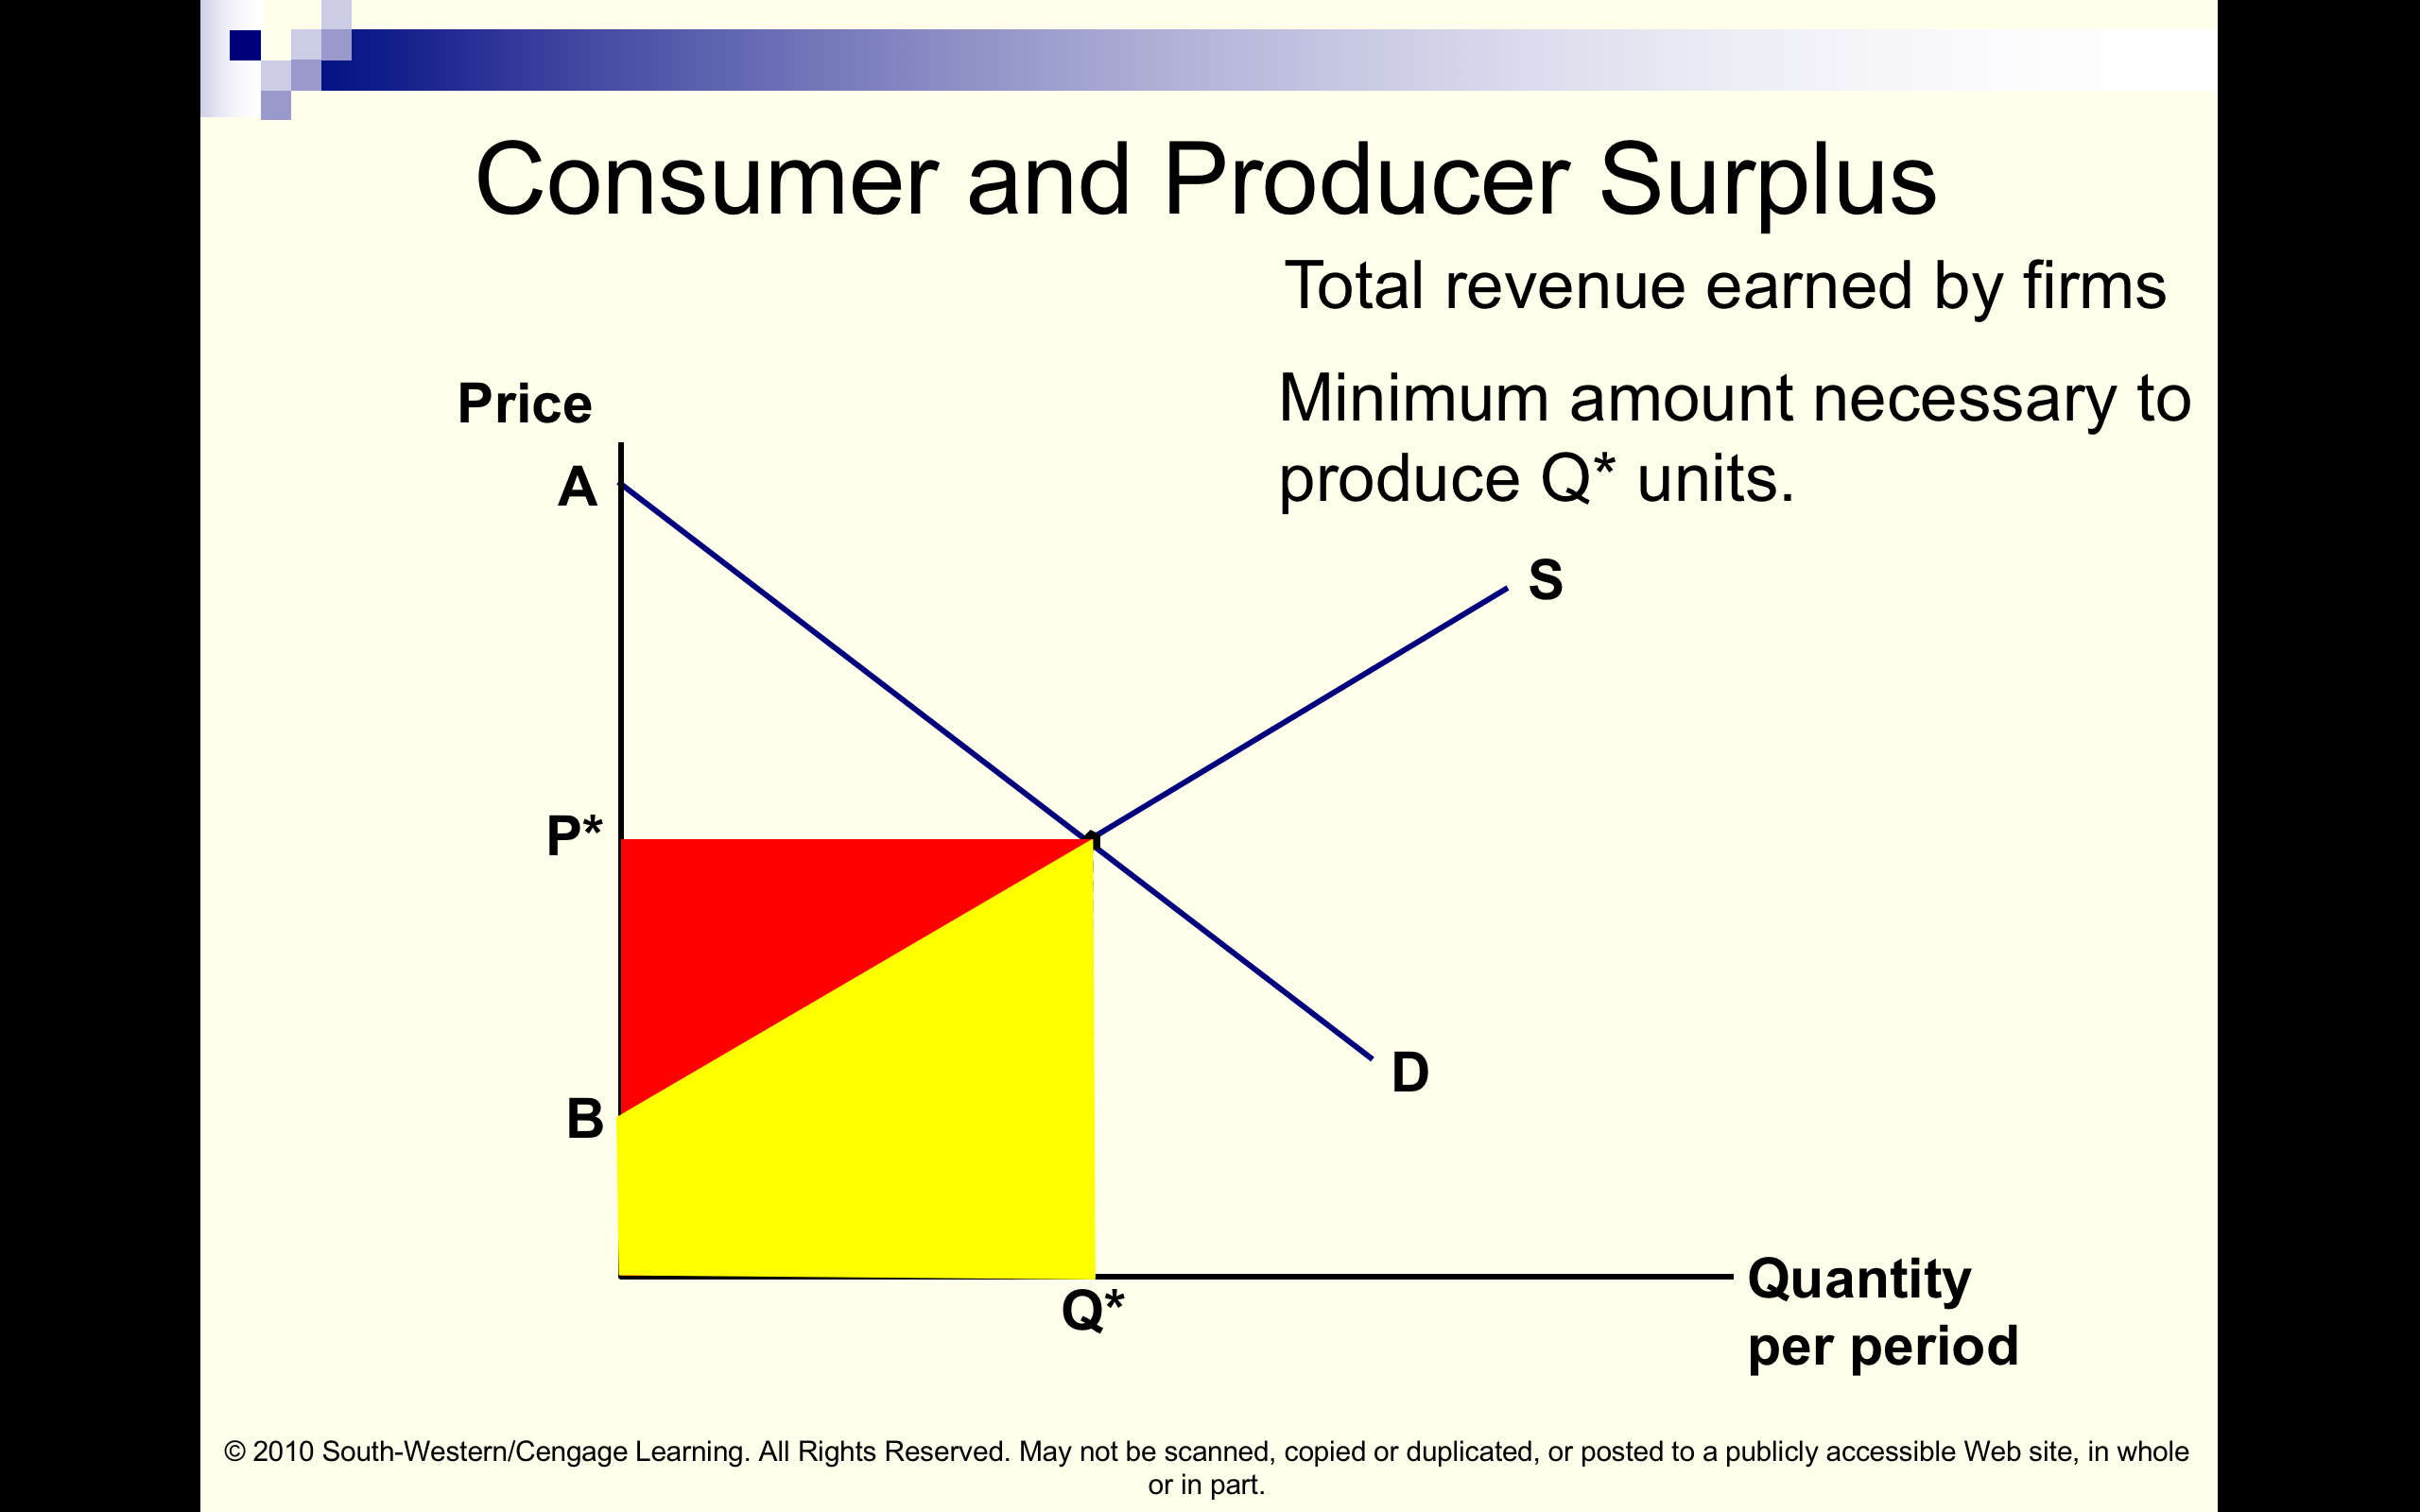 Consumer and Producer Surplus
Total revenue earned by firms
Minimum amount necessary to
produce Q* units.
Price
A
S
P*
D
B
Q*
Quantity
per period
© 2010 South-Western/Cengage Learning. All Rights Reserved. May not be scanned, copied or duplicated, or posted to a publicly accessible Web site, in whole
or in part.